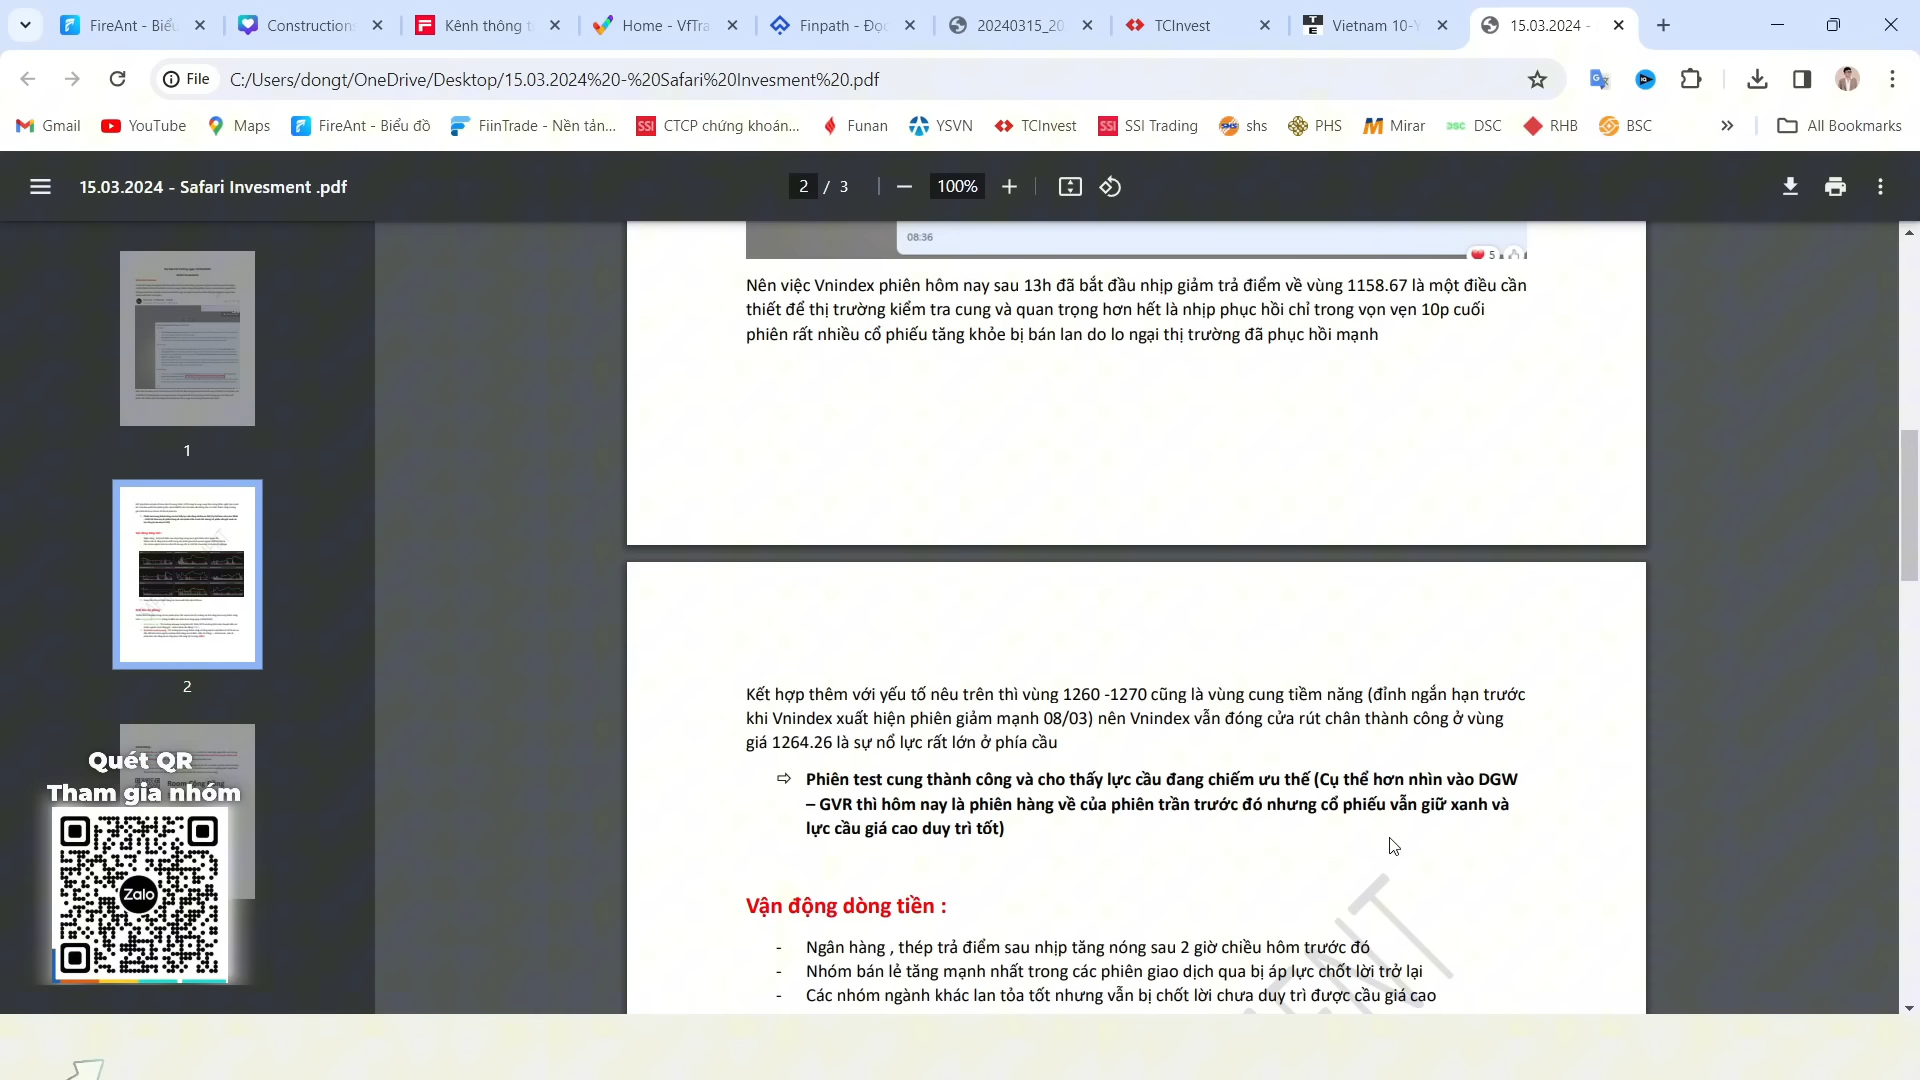 FireAnt - Biểu
Constructions
Kênh thông t
Home - VfTra
Finpath - Đọc
20240315_20
TCInvest
Vietnam 10-Y
15.03.2024 -
File
C:/Users/dongt/OneDrive/Desktop/15.03.2024%20-%20Safari%20Invesment%20.pdf
Gmail
YouTube
Maps
FireAnt - Biểu đồ
FiinTrade - Nền tản...
SSI
CTCP chứng khoán...
Funan
YSVN
TCInvest
SSI
SSI Trading
shs
PHS
Mirar
DSC
DSC
RHB
BSC
All Bookmarks
15.03.2024 - Safari Invesment .pdf
2 / 3
100%
08:36
5
Nên việc Vnindex phiên hôm nay sau 13h đã bắt đầu nhịp giảm trả điểm về vùng 1158.67 là một điều cần
thiết để thị trường kiểm tra cung và quan trọng hơn hết là nhịp phục hồi chỉ trong vọn vẹn 10p cuối
phiên rất nhiều cổ phiếu tăng khỏe bị bán lan do lo ngại thị trường đã phục hồi mạnh
1
2
Kết hợp thêm với yếu tố nêu trên thì vùng 1260 -1270 cũng là vùng cung tiềm năng (đỉnh ngắn hạn trước
khi Vnindex xuất hiện phiên giảm mạnh 08/03) nên Vnindex vẫn đóng cửa rút chân thành công ở vùng
giá 1264.26 là sự nổ lực rất lớn ở phía cầu
⇨ Phiên test cung thành công và cho thấy lực cầu đang chiếm ưu thế (Cụ thể hơn nhìn vào DGW
– GVR thì hôm nay là phiên hàng về của phiên trần trước đó nhưng cổ phiếu vẫn giữ xanh và
lực cầu giá cao duy trì tốt)
Vận động dòng tiền :
- Ngân hàng , thép trả điểm sau nhịp tăng nóng sau 2 giờ chiều hôm trước đó
- Nhóm bán lẻ tăng mạnh nhất trong các phiên giao dịch qua bị áp lực chốt lời trở lại
- Các nhóm ngành khác lan tỏa tốt nhưng vẫn bị chốt lời chưa duy trì được cầu giá cao
Quét QR
Tham gia nhóm
Zalo